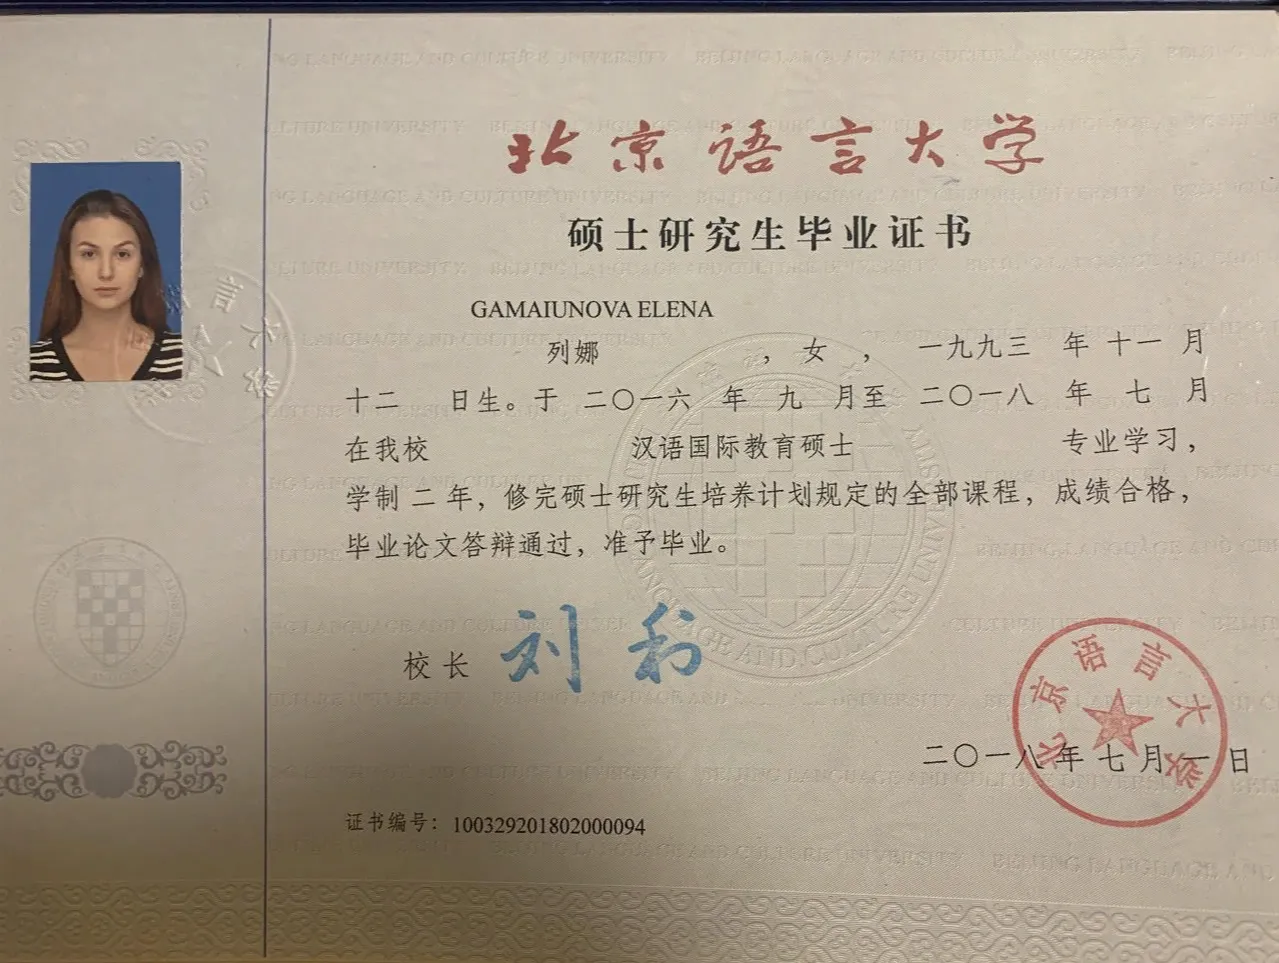 北京语言大学
硕士研究生毕业证书
GAMAIUNOVA ELENA
列娜 ，女，一九九三 年 十一 月
十二 日生。于 二〇一六 年 九 月至 二〇一八 年 七 月
在我校 汉语国际教育硕士 专业学习，
学制 二 年，修完硕士研究生培养计划规定的全部课程，成绩合格，
毕业论文答辩通过，准予毕业。
校 长 刘利
北京语言大学
二〇一八 年 七 月 一 日
证书编号：100329201802000094